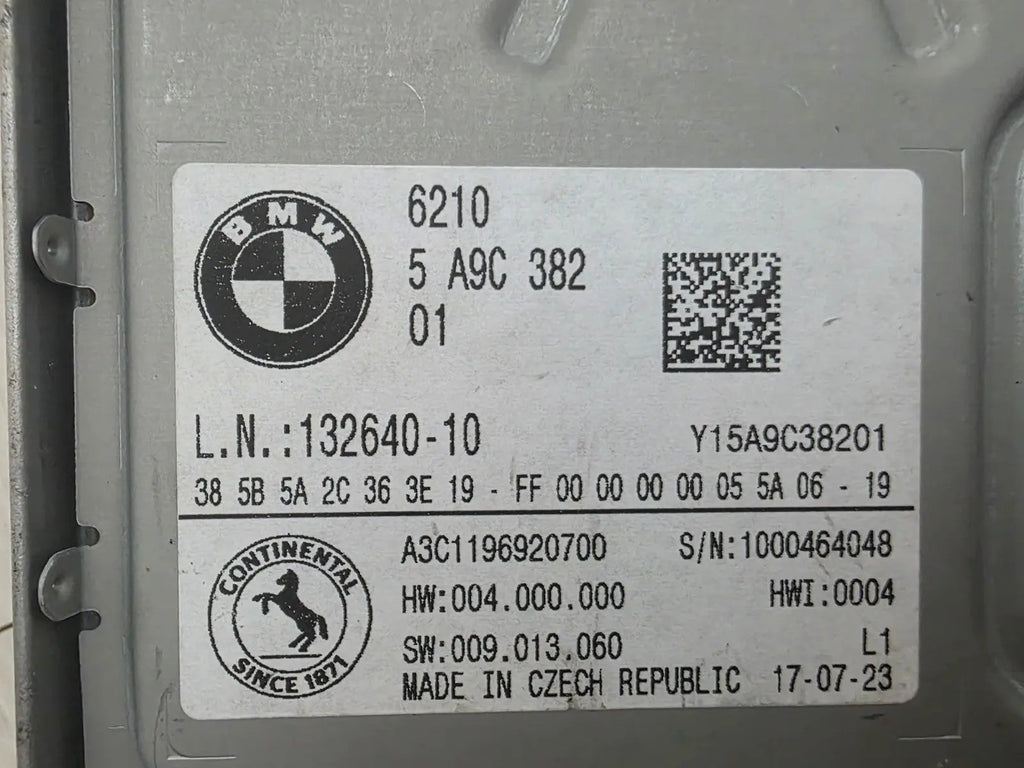 BMW
6210
5 A9C 382
01
L.N.:132640-10
Y15A9C38201
38 5B 5A 2C 36 3E 19 - FF 00 00 00 00 05 5A 06 - 19
CONTINENTAL
SINCE 1871
A3C1196920700 S/N:1000464048
HW:004.000.000 HWI:0004
SW:009.013.060 L1
MADE IN CZECH REPUBLIC 17-07-23